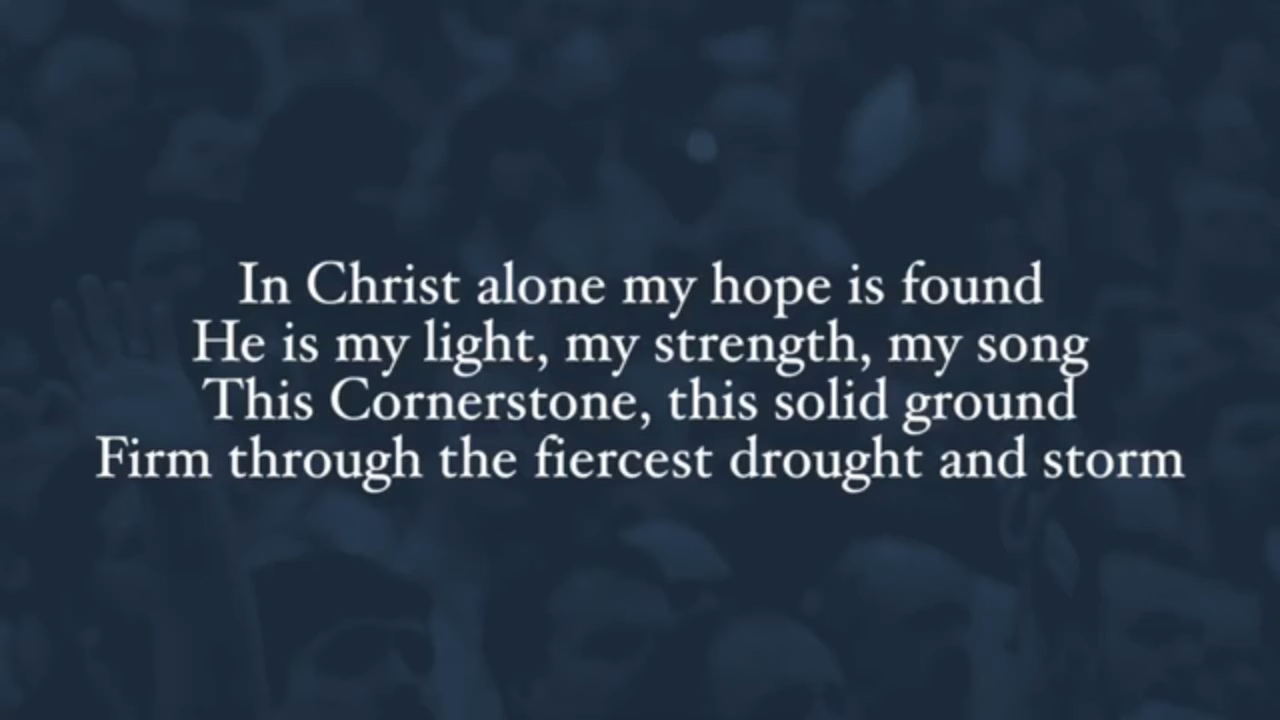 In Christ alone my hope is found
He is my light, my strength, my song
This Cornerstone, this solid ground
Firm through the fiercest drought and storm